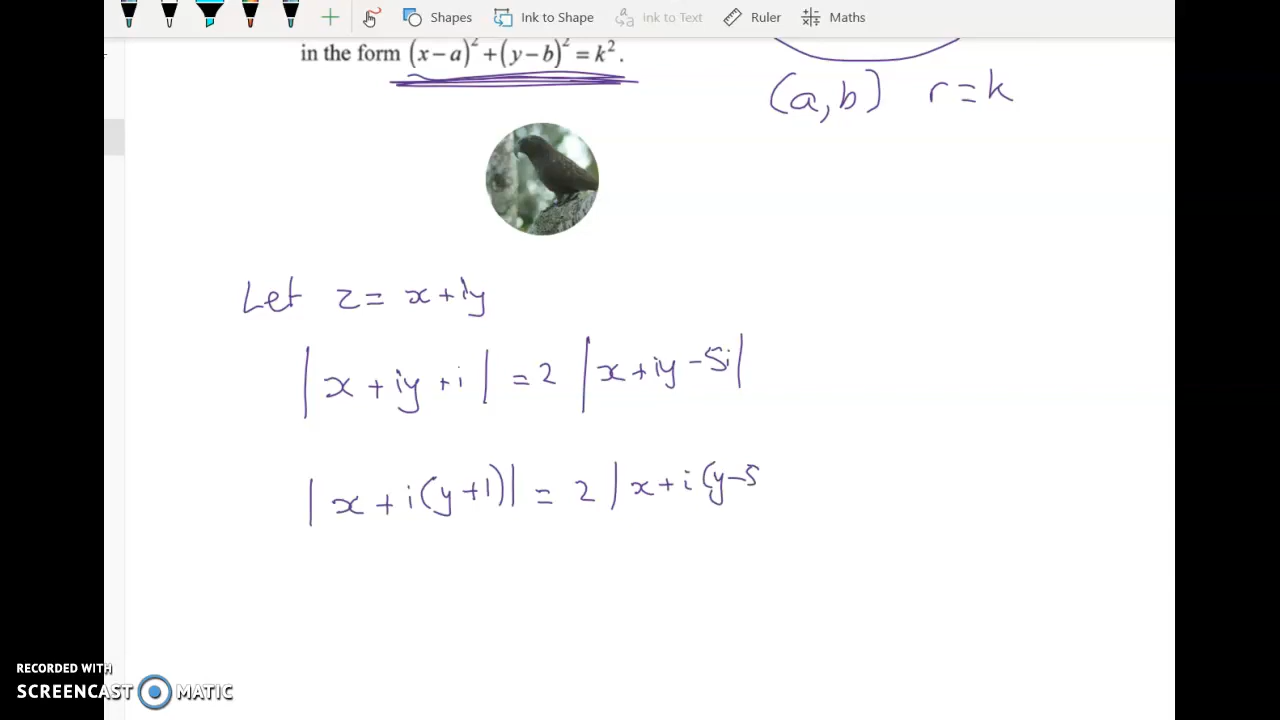 Shapes Ink to Shape Ink to Text Ruler Maths
in the form (x−a)²+(y−b)²=k².
(a,b) r=k
Let z= x+iy
|x+iy+i| =2 |x+iy−5i|
|x+i(y+1)| = 2|x+i(y−5
RECORDED WITH
SCREENCAST MATIC